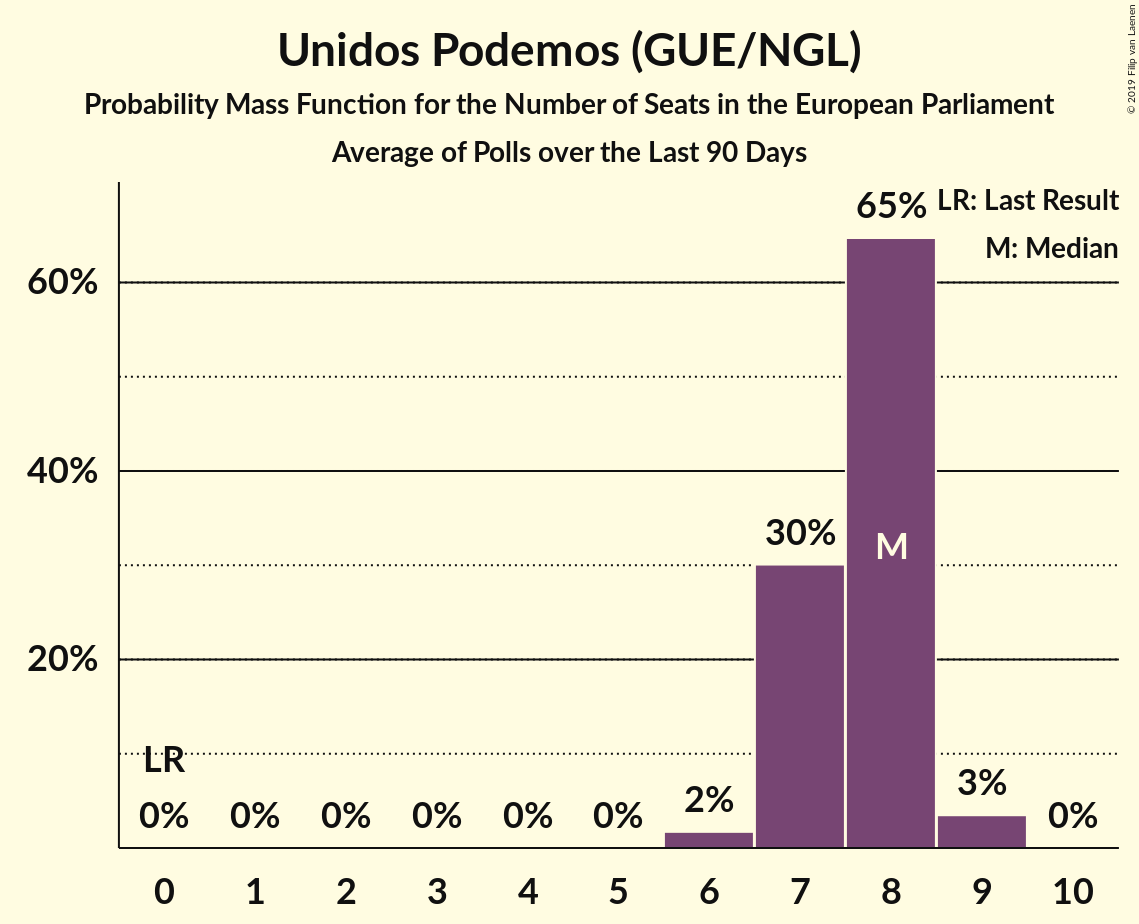 Unidos Podemos (GUE/NGL)
Probability Mass Function for the Number of Seats in the European Parliament
Average of Polls over the Last 90 Days
© 2019 Filip van Laenen
LR: Last Result
M: Median
60%
40%
20%
LR
0% 0% 0% 0% 0% 0% 2% 30% 65% 3% 0%
M
0 1 2 3 4 5 6 7 8 9 10